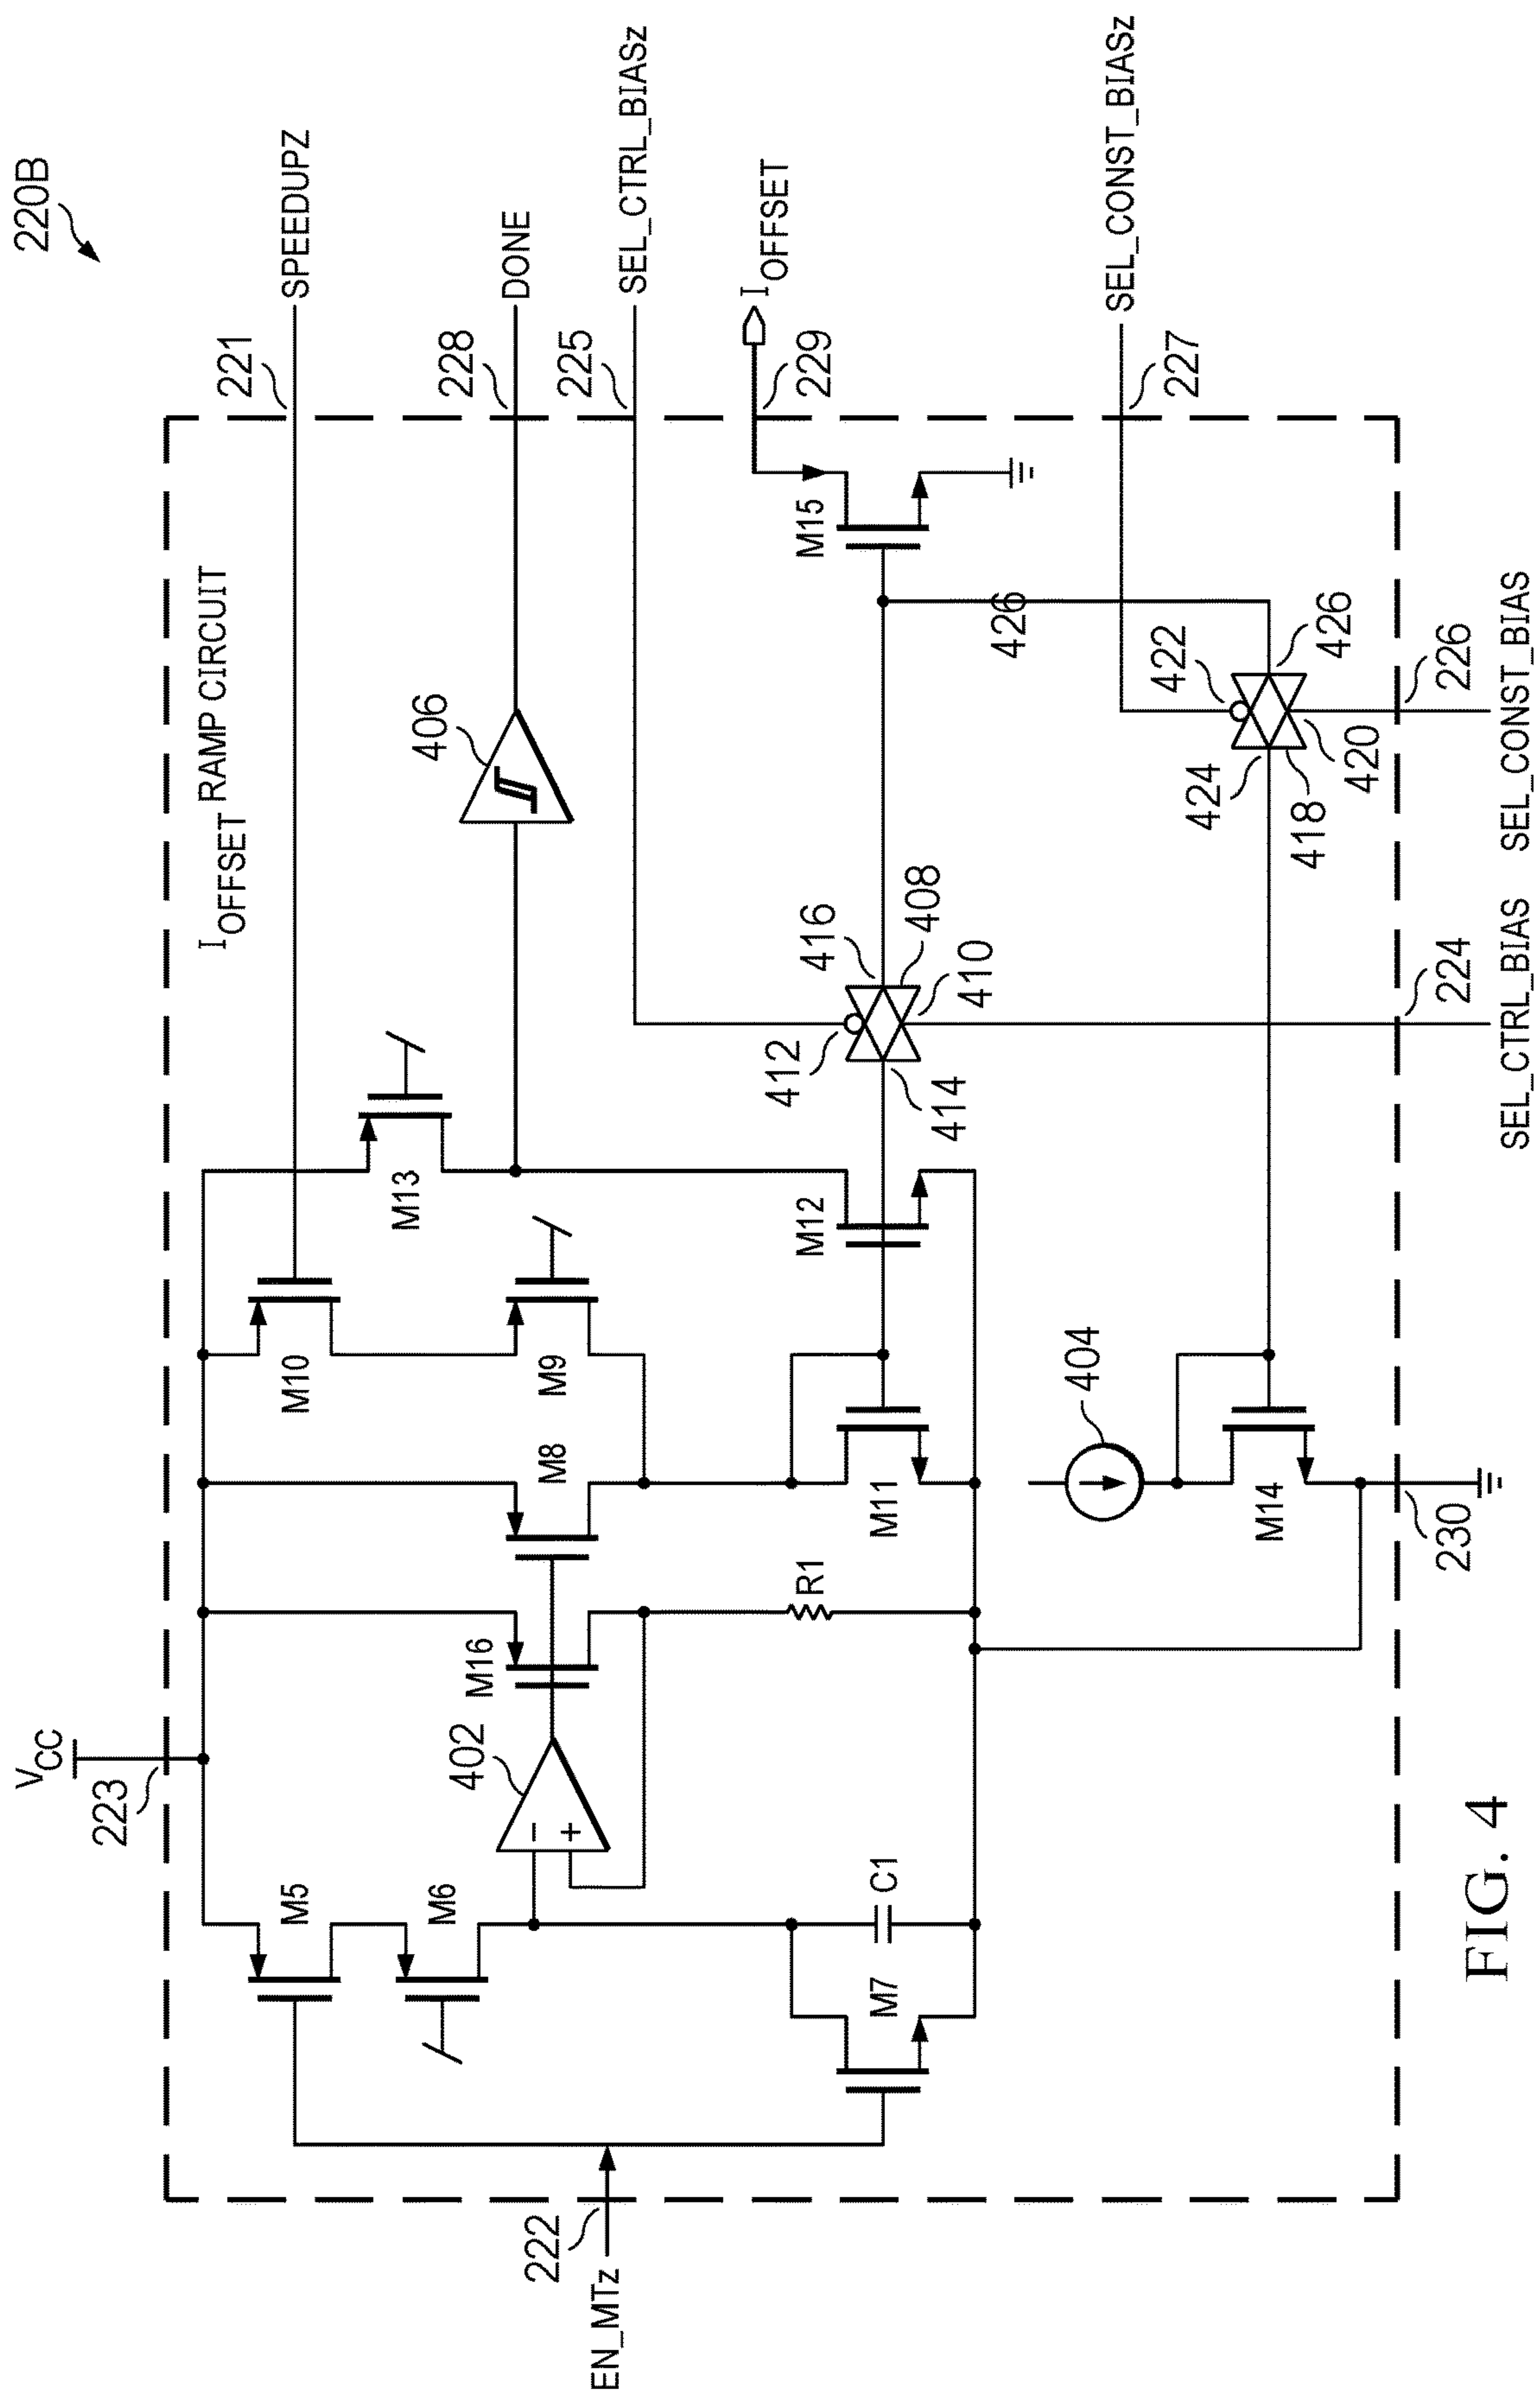 220B
VCC
223
IOFFSET RAMP CIRCUIT
221
SPEEDUPZ
M5
M10
M13
M6
M16
M8
M9
402
−
+
406
228
DONE
222
EN_MTz
225
SEL_CTRL_BIASz
M7
C1
R1
M11
M12
412
414
416
408
410
M15
229
IOFFSET
426
404
M14
424
422
426
418
420
227
SEL_CONST_BIASz
230
224
SEL_CTRL_BIAS
226
SEL_CONST_BIAS
FIG. 4